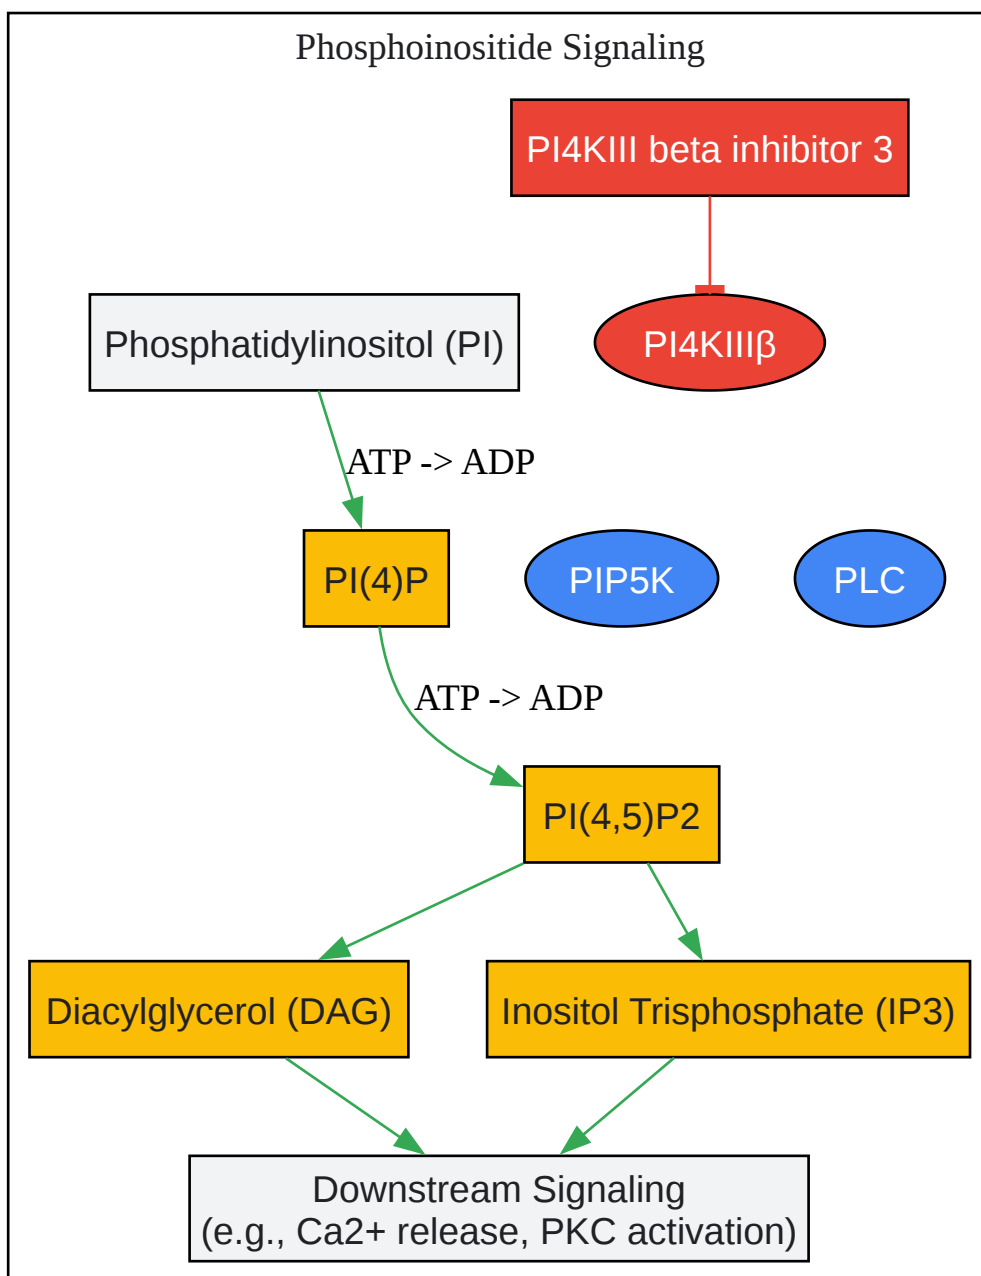 Phosphoinositide Signaling
PI4KIII beta inhibitor 3
Phosphatidylinositol (PI)
PI4KIIIβ
ATP -> ADP
PI(4)P
PIP5K
PLC
ATP -> ADP
PI(4,5)P2
Diacylglycerol (DAG)
Inositol Trisphosphate (IP3)
Downstream Signaling
(e.g., Ca2+ release, PKC activation)